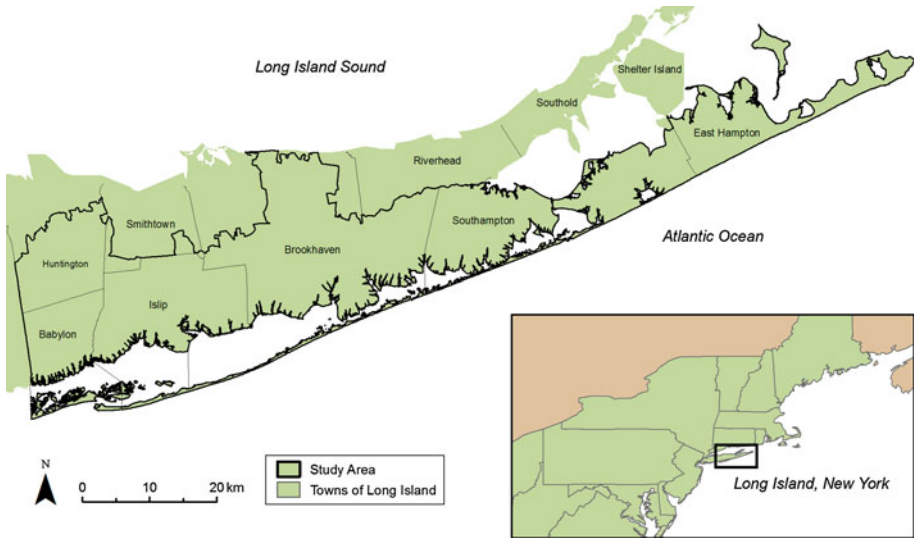 Long Island Sound
Shelter Island
Southold
East Hampton
Riverhead
Smithtown
Southampton
Atlantic Ocean
Brookhaven
Huntington
Islip
Babylon
N
0 10 20 km
Study Area
Towns of Long Island
Long Island, New York